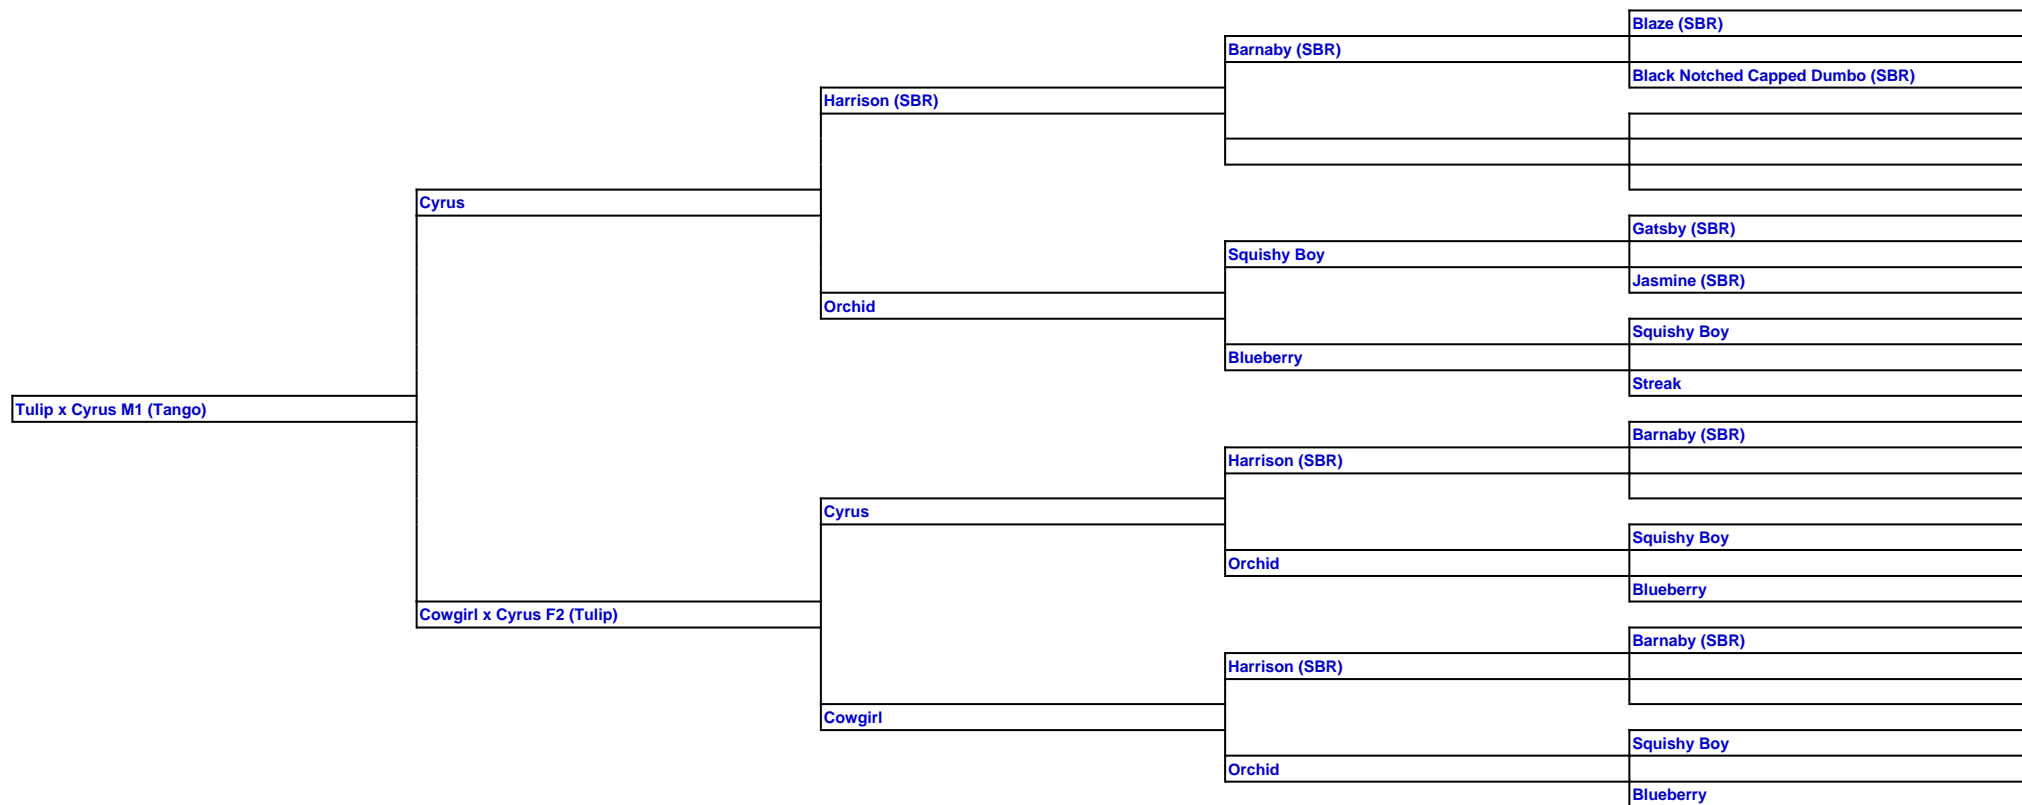 Blaze (SBR)
Barnaby (SBR)
Black Notched Capped Dumbo (SBR)
Harrison (SBR)
Cyrus
Gatsby (SBR)
Squishy Boy
Jasmine (SBR)
Orchid
Squishy Boy
Blueberry
Streak
Tulip x Cyrus M1 (Tango)
Barnaby (SBR)
Harrison (SBR)
Cyrus
Squishy Boy
Orchid
Blueberry
Cowgirl x Cyrus F2 (Tulip)
Barnaby (SBR)
Harrison (SBR)
Cowgirl
Squishy Boy
Orchid
Blueberry